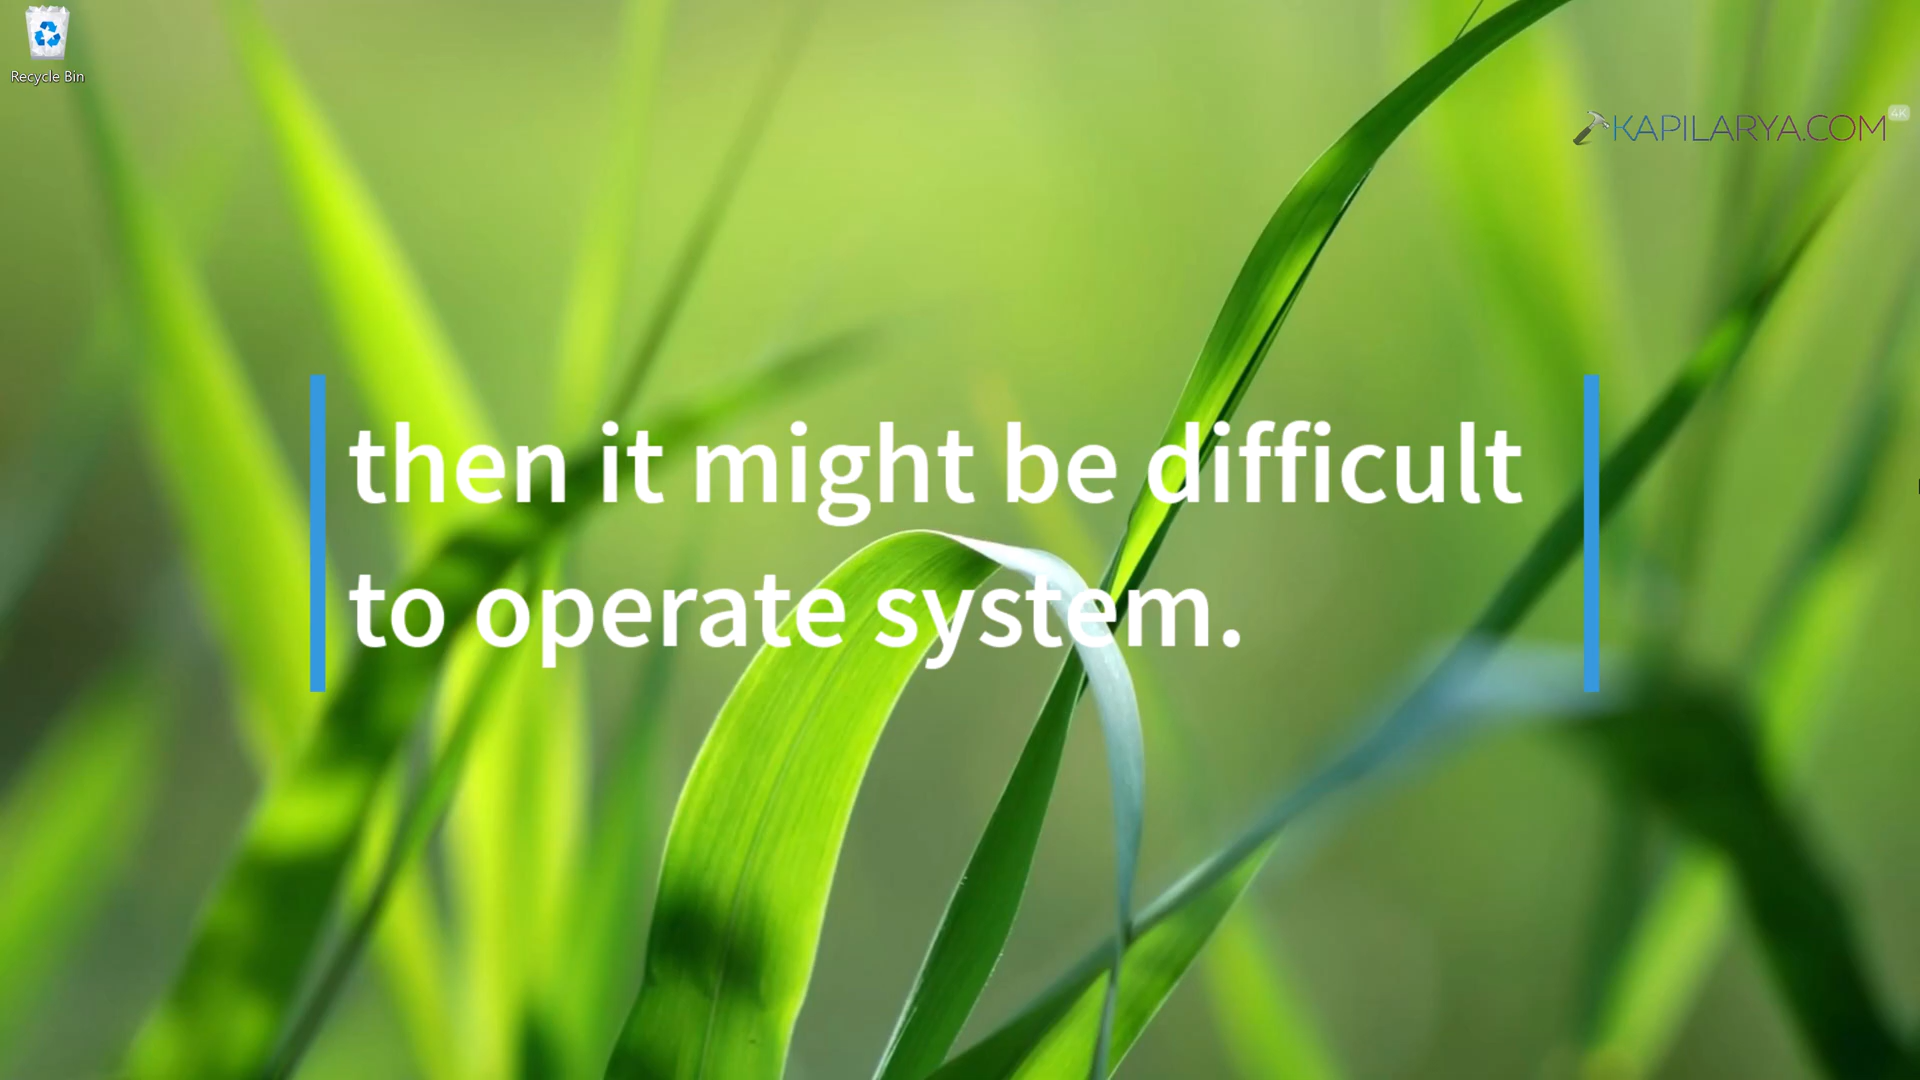 Recycle Bin
KAPILARYA.COM
4K
then it might be difficult
to operate system.